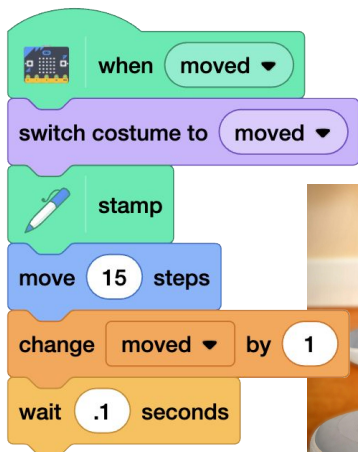 when moved
switch costume to moved
stamp
move 15 steps
change moved by 1
wait .1 seconds